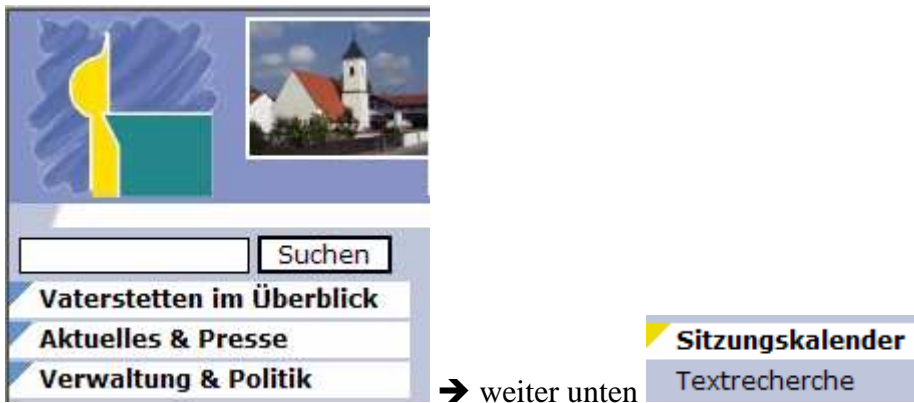 Suchen
Vaterstetten im Überblick
Aktuelles & Presse
Verwaltung & Politik
➔ weiter unten
Sitzungskalender
Textrecherche